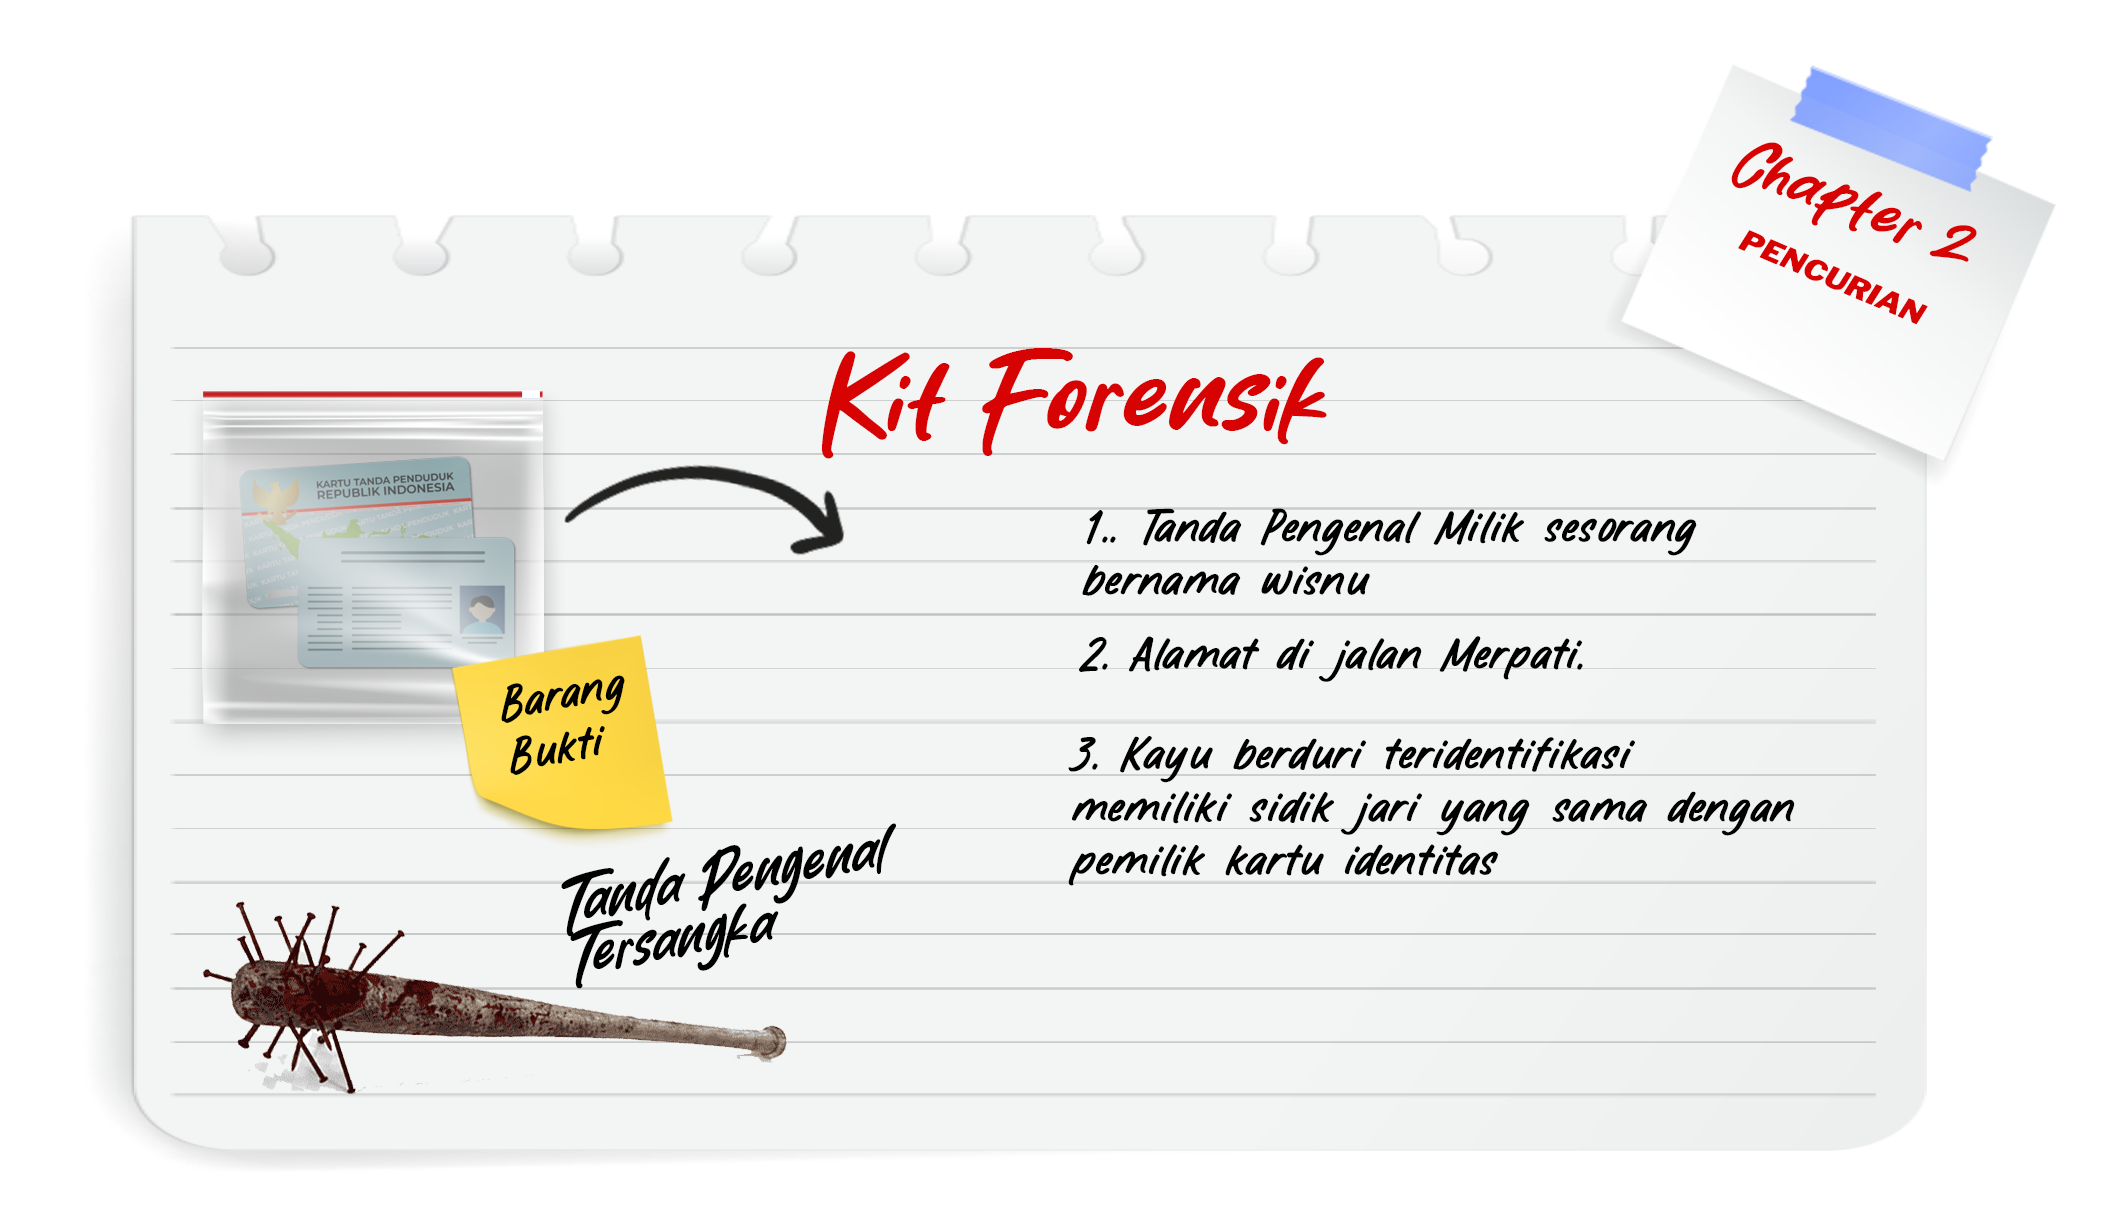 Chapter 2
PENCURIAN
Kit Forensik
KARTU TANDA PENDUDUK
REPUBLIK INDONESIA
1.. Tanda Pengenal Milik sesorang
bernama wisnu
2. Alamat di jalan Merpati.
3. Kayu berduri teridentifikasi
memiliki sidik jari yang sama dengan
pemilik kartu identitas
Barang
Bukti
Tanda Pengenal
Tersangka